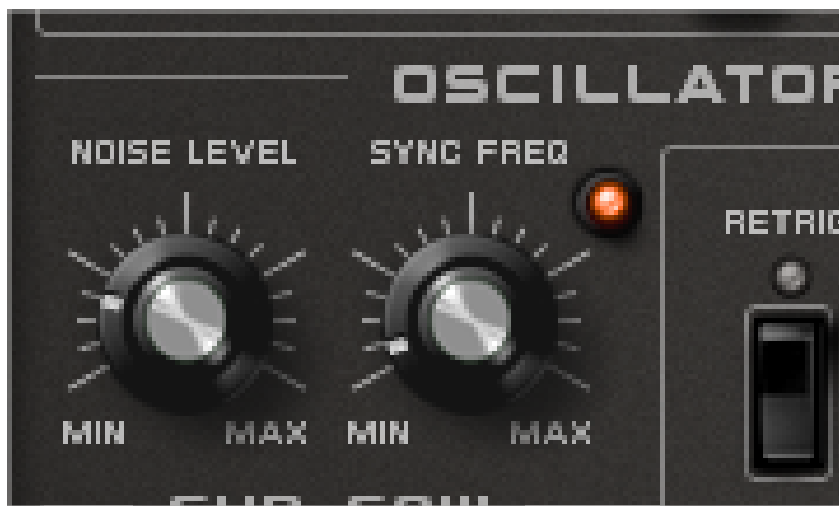 OSCILLATOR
NOISE LEVEL
SYNC FREQ
RETRIG
MIN
MAX
MIN
MAX